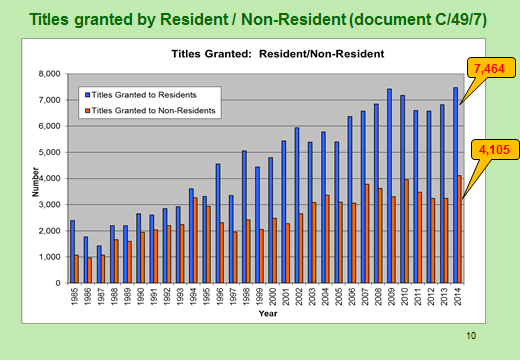 Titles granted by Resident / Non-Resident (document C/49/7)
Titles Granted: Resident/Non-Resident
7,464
4,105
Titles Granted to Residents
Titles Granted to Non-Residents
8,000
7,000
6,000
5,000
4,000
3,000
2,000
1,000
0
Number
1985 1986 1987 1988 1989 1990 1991 1992 1993 1994 1995 1996 1997 1998 1999 2000 2001 2002 2003 2004 2005 2006 2007 2008 2009 2010 2011 2012 2013 2014
Year
10